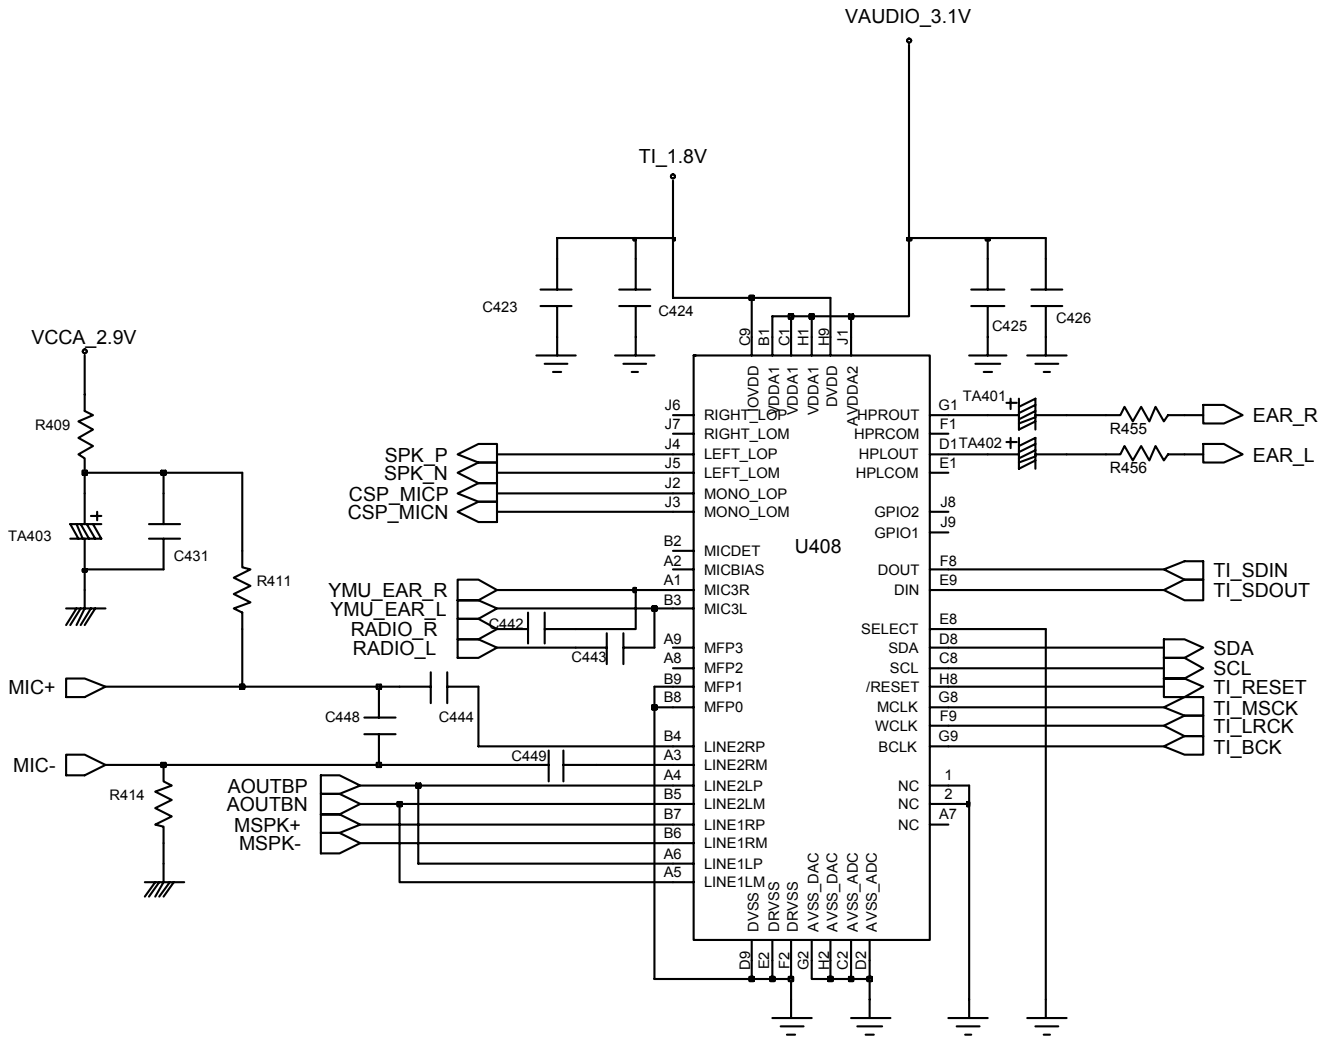 VAUDIO_3.1V
TI_1.8V
C423
C424
C425
C426
VCCA_2.9V
R409
TA403
+
C431
R411
C9
B1
C1
H1
H9
J1
IOVDD
VDDA1
VDDA1
VDDA1
DVDD
AVDDA2
SPK_P
SPK_N
CSP_MICP
CSP_MICN
YMU_EAR_R
YMU_EAR_L
RADIO_R
RADIO_L
C442
C443
MIC+
C448
C444
MIC-
C449
R414
AOUTBP
AOUTBN
MSPK+
MSPK-
J6 RIGHT_LOP
J7 RIGHT_LOM
J4 LEFT_LOP
J5 LEFT_LOM
J2 MONO_LOP
J3 MONO_LOM
B2 MICDET
A2 MICBIAS
A1 MIC3R
B3 MIC3L
A9 MFP3
A8 MFP2
B9 MFP1
B8 MFP0
B4 LINE2RP
A3 LINE2RM
A4 LINE2LP
B5 LINE2LM
B7 LINE1RP
B6 LINE1RM
A6 LINE1LP
A5 LINE1LM
U408
HPROUT G1
HPRCOM F1
HPLOUT D1
HPLCOM E1
GPIO2 J8
GPIO1 J9
DOUT F8
DIN E9
SELECT E8
SDA D8
SCL C8
/RESET H8
MCLK G8
WCLK F9
BCLK G9
NC 1
NC 2
NC A7
TA401
+
R455
EAR_R
TA402
+
R456
EAR_L
TI_SDIN
TI_SDOUT
SDA
SCL
TI_RESET
TI_MSCK
TI_LRCK
TI_BCK
DVSS
DRVSS
DRVSS
AVSS_DAC
AVSS_DAC
AVSS_ADC
AVSS_ADC
D9
E2
F2
G2
H2
C2
D2